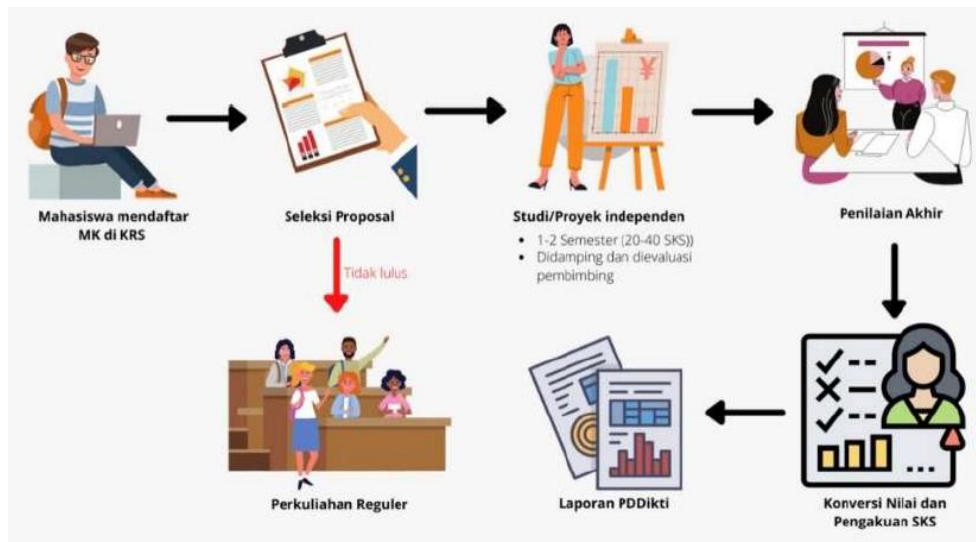 Mahasiswa mendaftar
MK di KRS
Seleksi Proposal
Studi/Proyek independen
• 1-2 Semester (20-40 SKS))
• Didamping dan dievaluasi
pembimbing
Penilaian Akhir
Tidak lulus
Perkuliahan Reguler
Laporan PDDikti
Konversi Nilai dan
Pengakuan SKS